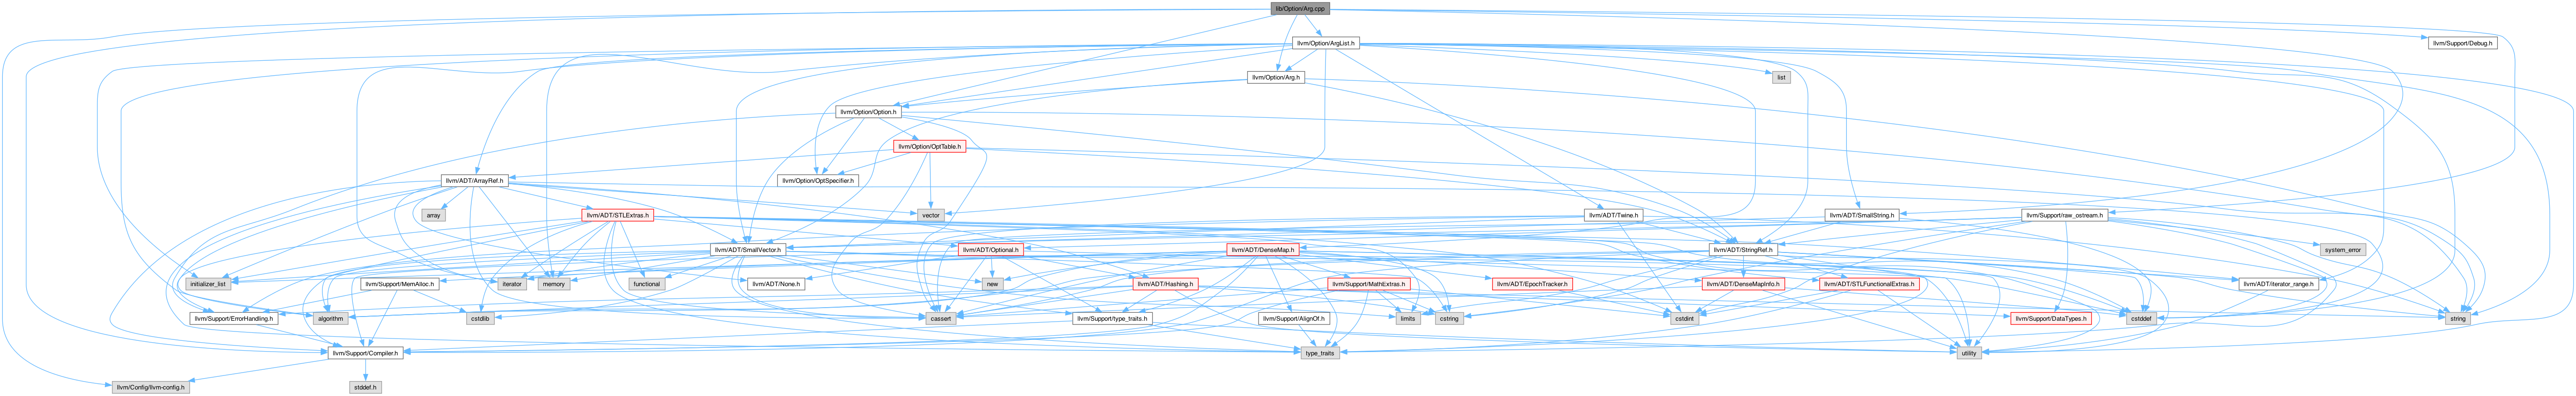 lib/Option/Arg.cpp
llvm/Option/ArgList.h
llvm/Support/Debug.h
llvm/Option/Arg.h
list
llvm/Option/Option.h
llvm/Option/OptTable.h
llvm/ADT/ArrayRef.h
llvm/Option/OptSpecifier.h
array
llvm/ADT/STLExtras.h
vector
llvm/ADT/Twine.h
llvm/ADT/SmallString.h
llvm/Support/raw_ostream.h
llvm/ADT/SmallVector.h
llvm/ADT/Optional.h
llvm/ADT/DenseMap.h
llvm/ADT/StringRef.h
system_error
initializer_list
llvm/Support/MemAlloc.h
iterator
memory
functional
llvm/ADT/None.h
new
llvm/ADT/Hashing.h
llvm/Support/MathExtras.h
llvm/ADT/EpochTracker.h
llvm/ADT/DenseMapInfo.h
llvm/ADT/STLFunctionalExtras.h
llvm/ADT/iterator_range.h
llvm/Support/ErrorHandling.h
algorithm
cstdlib
cassert
llvm/Support/type_traits.h
llvm/Support/AlignOf.h
limits
cstring
cstdint
llvm/Support/DataTypes.h
cstddef
string
llvm/Support/Compiler.h
type_traits
utility
llvm/Config/llvm-config.h
stddef.h